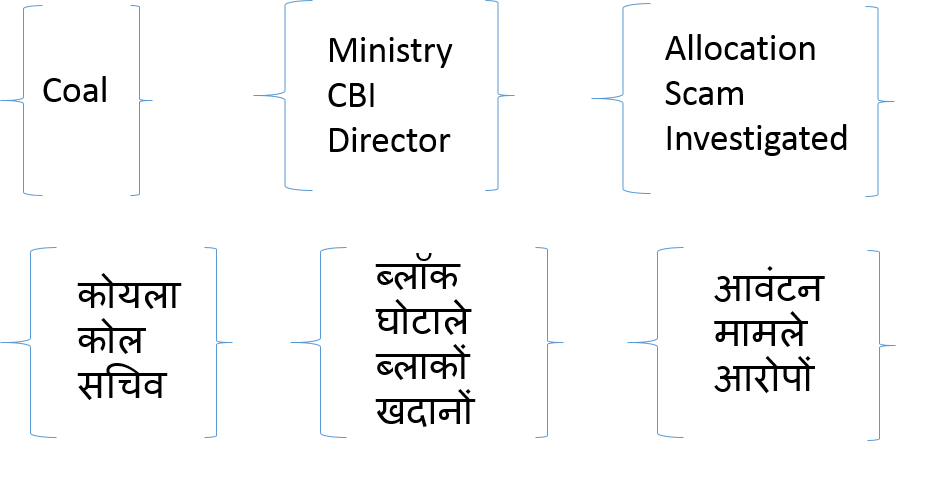 Coal
Ministry
CBI
Director
Allocation
Scam
Investigated
कोयला
कोल
सचिव
ब्लॉक
घोटाले
ब्लाकों
खदानों
आवंटन
मामले
आरोपों